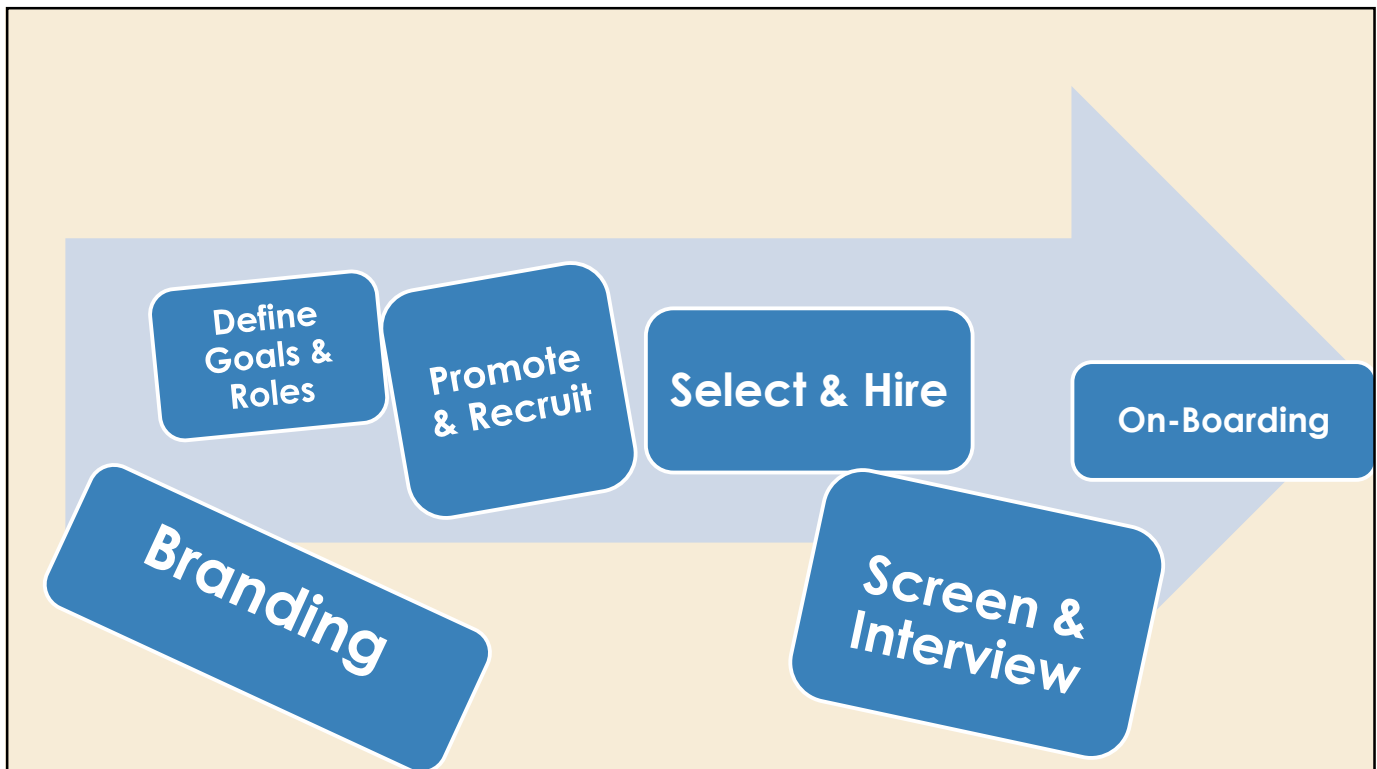 Define
Goals &
Roles
Promote
& Recruit
Select & Hire
On-Boarding
Branding
Screen &
Interview